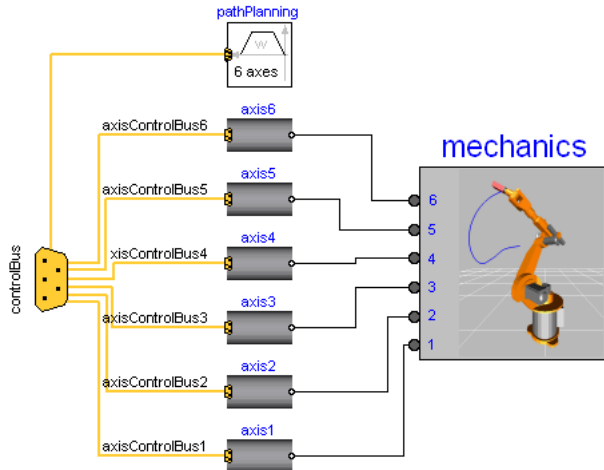 pathPlanning
w
6 axes
axis6
axisControlBus6
axis5
axisControlBus5
axis4
xisControlBus4
axis3
axisControlBus3
axis2
axisControlBus2
axis1
axisControlBus1
controlBus
mechanics
6
5
4
3
2
1